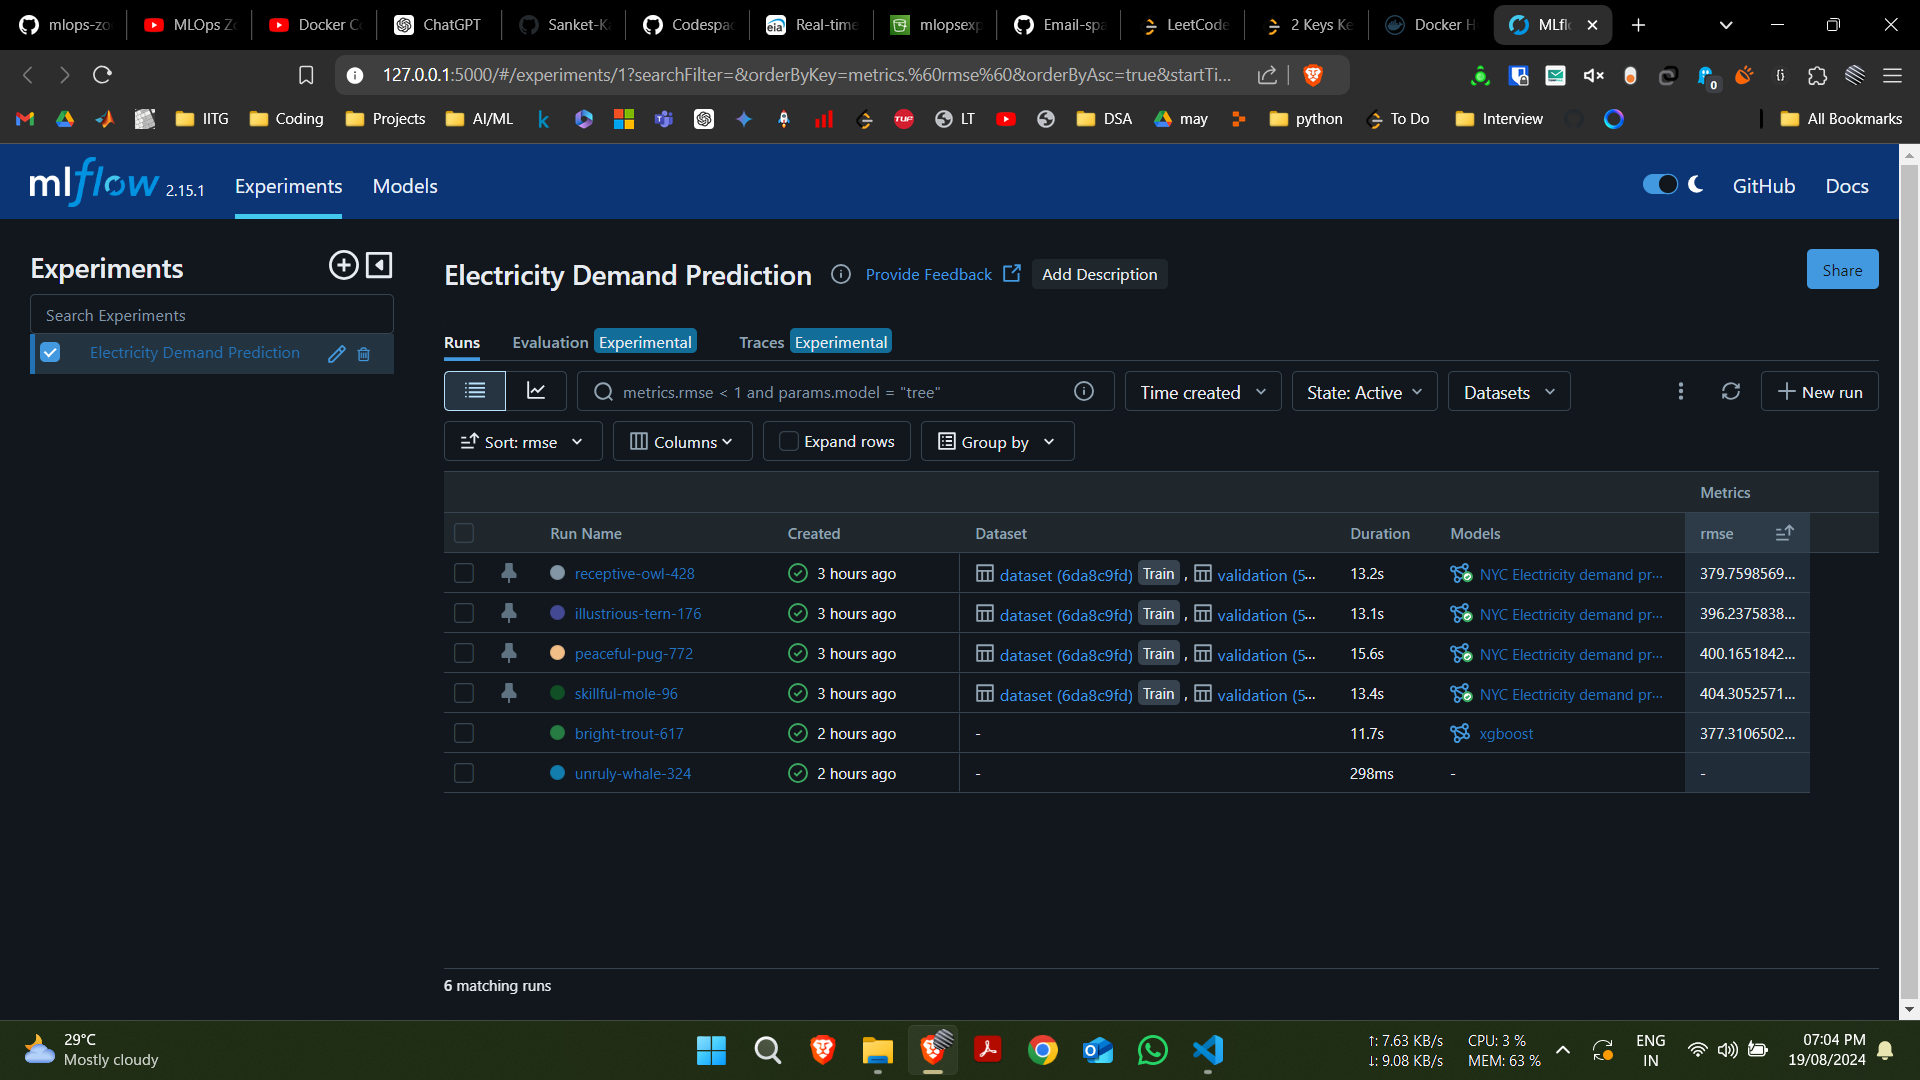 mlops-zo
MLOps Z
Docker C
ChatGPT
Sanket-K
Codespac
Real-time
mlopsexp
Email-spa
LeetCode
2 Keys Ke
Docker H
MLfl
127.0.0.1:5000/#/experiments/1?searchFilter=&orderByKey=metrics.%60rmse%60&orderByAsc=true&startTi...
0
IITG
Coding
Projects
AI/ML
LT
DSA
may
python
To Do
Interview
All Bookmarks
mlflow 2.15.1
Experiments
Models
GitHub
Docs
Experiments
Search Experiments
Electricity Demand Prediction
Electricity Demand Prediction
Provide Feedback
Add Description
Share
Runs
Evaluation Experimental
Traces Experimental
metrics.rmse < 1 and params.model = "tree"
Time created
State: Active
Datasets
New run
Sort: rmse
Columns
Expand rows
Group by
Metrics
Run Name Created Dataset Duration Models rmse
receptive-owl-428 3 hours ago dataset (6da8c9fd) Train , validation (5... 13.2s NYC Electricity demand pr... 379.7598569...
illustrious-tern-176 3 hours ago dataset (6da8c9fd) Train , validation (5... 13.1s NYC Electricity demand pr... 396.2375838...
peaceful-pug-772 3 hours ago dataset (6da8c9fd) Train , validation (5... 15.6s NYC Electricity demand pr... 400.1651842...
skillful-mole-96 3 hours ago dataset (6da8c9fd) Train , validation (5... 13.4s NYC Electricity demand pr... 404.3052571...
bright-trout-617 2 hours ago - 11.7s xgboost 377.3106502...
unruly-whale-324 2 hours ago - 298ms - -
6 matching runs
29°C
Mostly cloudy
↑: 7.63 KB/s
↓: 9.08 KB/s
CPU: 3 %
MEM: 63 %
ENG
IN
07:04 PM
19/08/2024